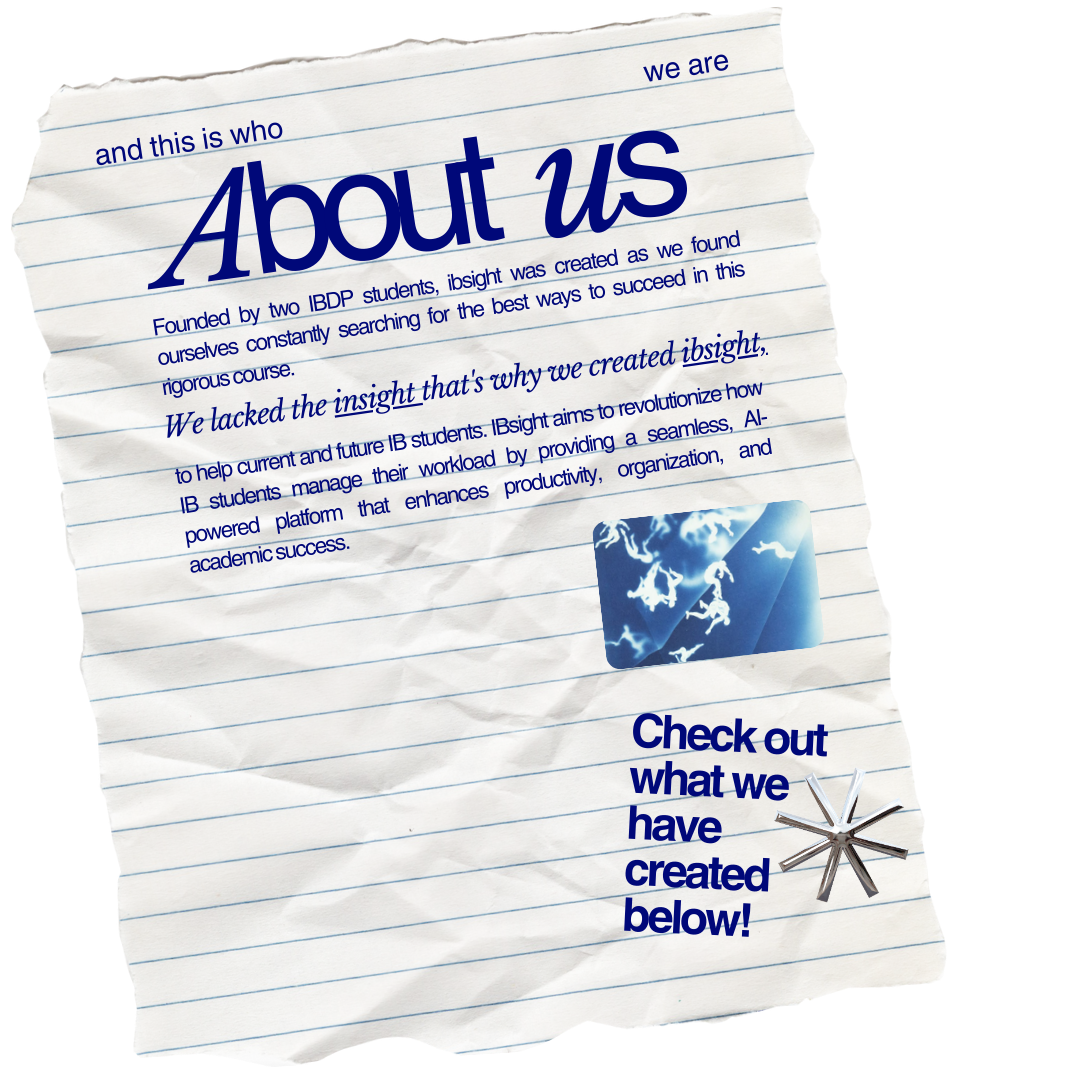 we are
and this is who
About us
Founded by two IBDP students, ibsight was created as we found
ourselves constantly searching for the best ways to succeed in this
rigorous course.
We lacked the insight that's why we created ibsight,.
to help current and future IB students. IBsight aims to revolutionize how
IB students manage their workload by providing a seamless, AI-
powered platform that enhances productivity, organization, and
academic success.
Check out
what we
have
created
below!